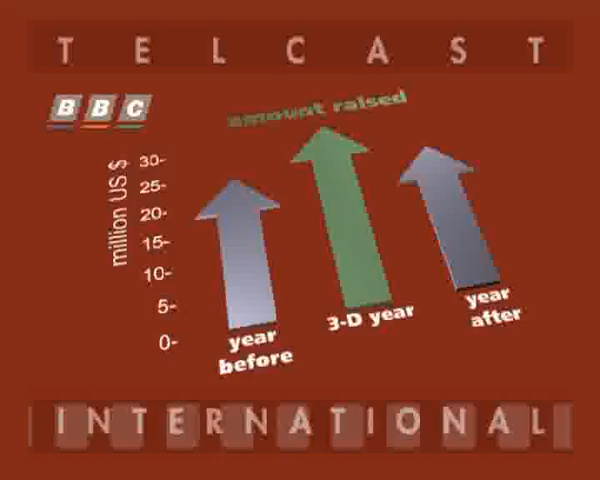 TELCAST
BBC
amount raised
million US $
30-
25-
20-
15-
10-
5-
0-
year
before
3-D year
year
after
INTERNATIONAL